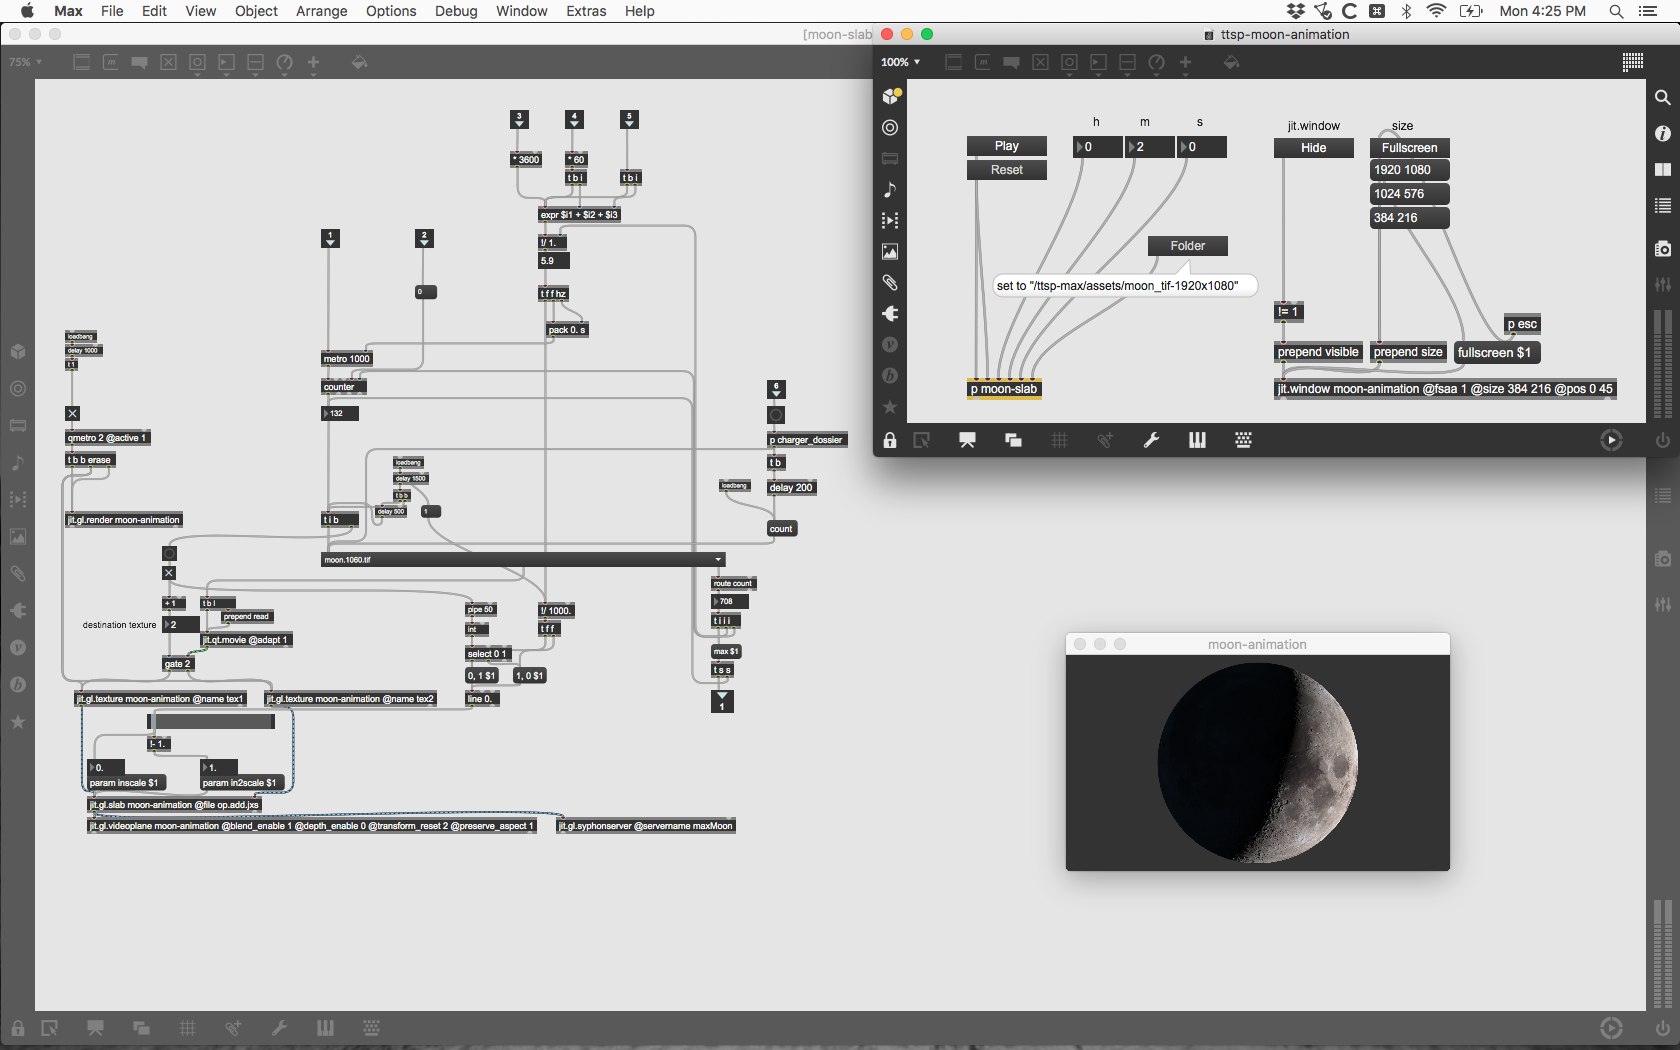 Max File Edit View Object Arrange Options Debug Window Extras Help
Mon 4:25 PM
[moon-slab
ttsp-moon-animation
75%
100%
3
4
5
* 3600
* 60
t b i
t b i
expr $i1 + $i2 + $i3
!/ 1.
5.9
t f f hz
pack 0. s
1
2
0
metro 1000
counter
132
loadbang
delay 1000
t 1
qmetro 2 @active 1
t b b erase
jit.gl.render moon-animation
loadbang
delay 1500
t b b
delay 500
1
t i b
moon.1060.tif
6
p charger_dossier
t b
loadbang
delay 200
count
route count
708
t i i i
max $1
t s s
1
+ 1
t b l
prepend read
destination texture
2
jit.qt.movie @adapt 1
gate 2
pipe 50
int
select 0 1
0, 1 $1
1, 0 $1
line 0.
!/ 1000.
t f f
jit.gl.texture moon-animation @name tex1
jit.gl.texture moon-animation @name tex2
!- 1.
0.
1.
param inscale $1
param in2scale $1
jit.gl.slab moon-animation @file op.add.jxs
jit.gl.videoplane moon-animation @blend_enable 1 @depth_enable 0 @transform_reset 2 @preserve_aspect 1
jit.gl.syphonserver @servername maxMoon
h
m
s
Play
Reset
0
2
0
Folder
set to "/ttsp-max/assets/moon_tif-1920x1080"
p moon-slab
jit.window
Hide
size
Fullscreen
1920 1080
1024 576
384 216
!= 1
p esc
prepend visible
prepend size
fullscreen $1
jit.window moon-animation @fsaa 1 @size 384 216 @pos 0 45
moon-animation